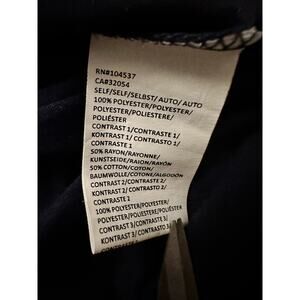 RN#104537
CA#32054
SELF/SELF/SELBST/ AUTO/ AUTO
100% POLYESTER/POLYESTER/
POLYESTER/POLIESTERE/
POLIÉSTER
CONTRAST 1/CONTRASTE 1/
KONTRAST 1/CONTRASTO 1/
CONTRASTE 1
50% RAYON/RAYONNE/
KUNSTSEIDE/RAION/RAYÓN
50% COTTON/COTON/
BAUMWOLLE/COTONE/ALGODÓN
CONTRAST 2/CONTRASTE 2/
KONTRAST 2/ CONTRASTO 2/
CONTRASTE 2
100% POLYESTER/POLYESTER/
POLYESTER/POLIESTERE/POLIÉSTER
CONTRAST 3/CONTRASTE 3/
KONTRAST 3/ CONTRASTO 3/